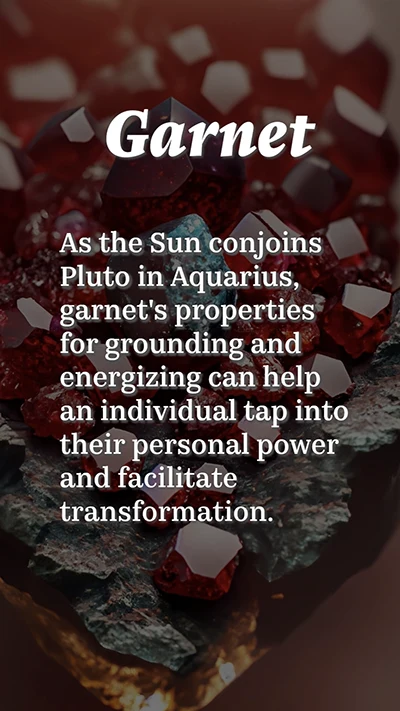 Garnet
As the Sun conjoins
Pluto in Aquarius,
garnet's properties
for grounding and
energizing can help
an individual tap into
their personal power
and facilitate
transformation.